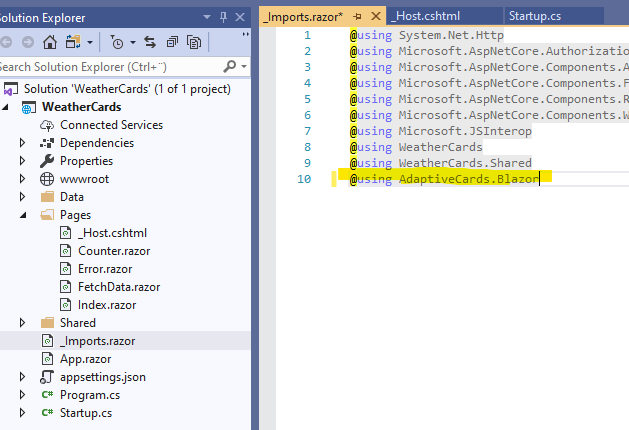 Solution Explorer
Search Solution Explorer (Ctrl+¨)
Solution 'WeatherCards' (1 of 1 project)
WeatherCards
Connected Services
Dependencies
Properties
wwwroot
Data
Pages
_Host.cshtml
Counter.razor
Error.razor
FetchData.razor
Index.razor
Shared
_Imports.razor
App.razor
appsettings.json
C# Program.cs
C# Startup.cs
_Imports.razor*
_Host.cshtml
Startup.cs
1 @using System.Net.Http
2 @using Microsoft.AspNetCore.Authorizatio
3 @using Microsoft.AspNetCore.Components.A
4 @using Microsoft.AspNetCore.Components.F
5 @using Microsoft.AspNetCore.Components.R
6 @using Microsoft.AspNetCore.Components.W
7 @using Microsoft.JSInterop
8 @using WeatherCards
9 @using WeatherCards.Shared
10 @using AdaptiveCards.Blazor